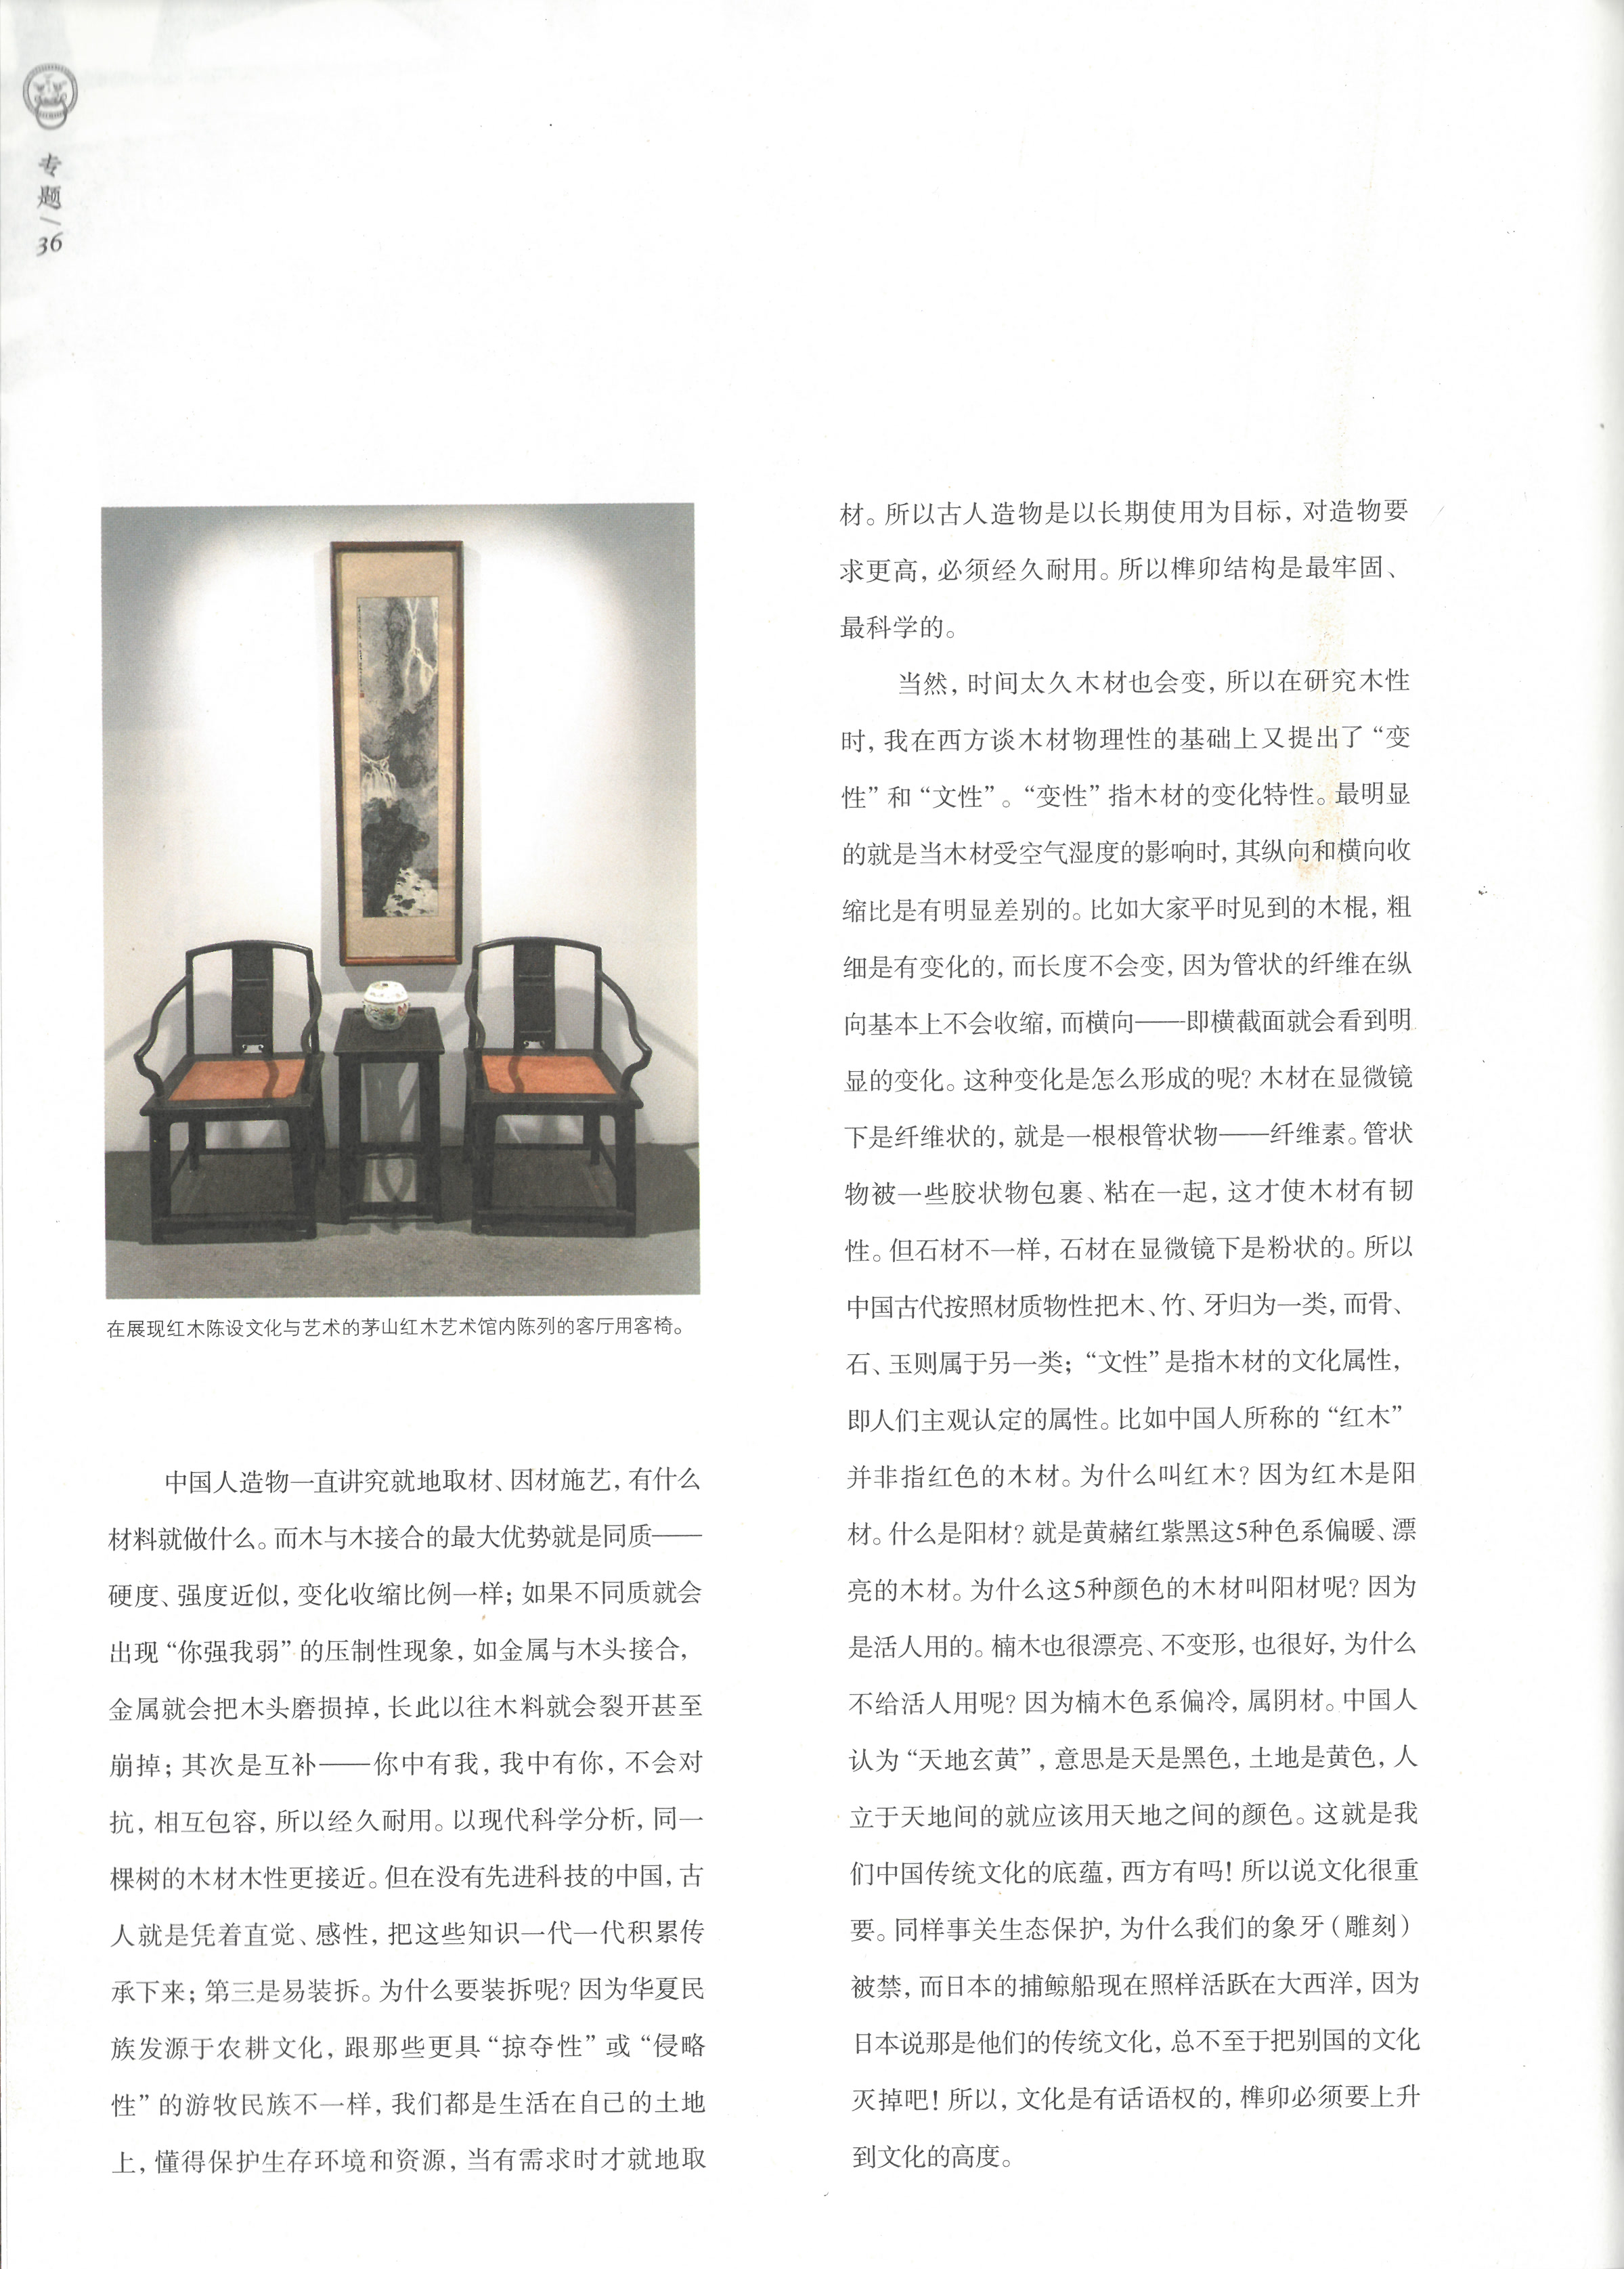 专
题
36
在展现红木陈设文化与艺术的茅山红木艺术馆内陈列的客厅用客椅。
中国人造物一直讲究就地取材、因材施艺，有什么
材料就做什么。而木与木接合的最大优势就是同质——
硬度、强度近似，变化收缩比例一样；如果不同质就会
出现“你强我弱”的压制性现象，如金属与木头接合，
金属就会把木头磨损掉，长此以往木料就会裂开甚至
崩掉；其次是互补——你中有我，我中有你，不会对
抗，相互包容，所以经久耐用。以现代科学分析，同一
棵树的木材木性更接近。但在没有先进科技的中国，古
人就是凭着直觉、感性，把这些知识一代一代积累传
承下来；第三是易装拆。为什么要装拆呢？因为华夏民
族发源于农耕文化，跟那些更具“掠夺性”或“侵略
性”的游牧民族不一样，我们都是生活在自己的土地
上，懂得保护生存环境和资源，当有需求时才就地取
材。所以古人造物是以长期使用为目标，对造物要
求更高，必须经久耐用。所以榫卯结构是最牢固、
最科学的。
当然，时间太久木材也会变，所以在研究木性
时，我在西方谈木材物理性的基础上又提出了“变
性”和“文性”。“变性”指木材的变化特性。最明显
的就是当木材受空气湿度的影响时，其纵向和横向收
缩比是有明显差别的。比如大家平时见到的木棍，粗
细是有变化的，而长度不会变，因为管状的纤维在纵
向基本上不会收缩，而横向——即横截面就会看到明
显的变化。这种变化是怎么形成的呢？木材在显微镜
下是纤维状的，就是一根根管状物——纤维素。管状
物被一些胶状物包裹、粘在一起，这才使木材有韧
性。但石材不一样，石材在显微镜下是粉状的。所以
中国古代按照材质物性把木、竹、牙归为一类，而骨、
石、玉则属于另一类；“文性”是指木材的文化属性，
即人们主观认定的属性。比如中国人所称的“红木”
并非指红色的木材。为什么叫红木？因为红木是阳
材。什么是阳材？就是黄赭红紫黑这5种色系偏暖、漂
亮的木材。为什么这5种颜色的木材叫阳材呢？因为
是活人用的。楠木也很漂亮、不变形，也很好，为什么
不给活人用呢？因为楠木色系偏冷，属阴材。中国人
认为“天地玄黄”，意思是天是黑色，土地是黄色，人
立于天地间的就应该用天地之间的颜色。这就是我
们中国传统文化的底蕴，西方有吗！所以说文化很重
要。同样事关生态保护，为什么我们的象牙（雕刻）
被禁，而日本的捕鲸船现在照样活跃在大西洋，因为
日本说那是他们的传统文化，总不至于把别国的文化
灭掉吧！所以，文化是有话语权的，榫卯必须要上升
到文化的高度。